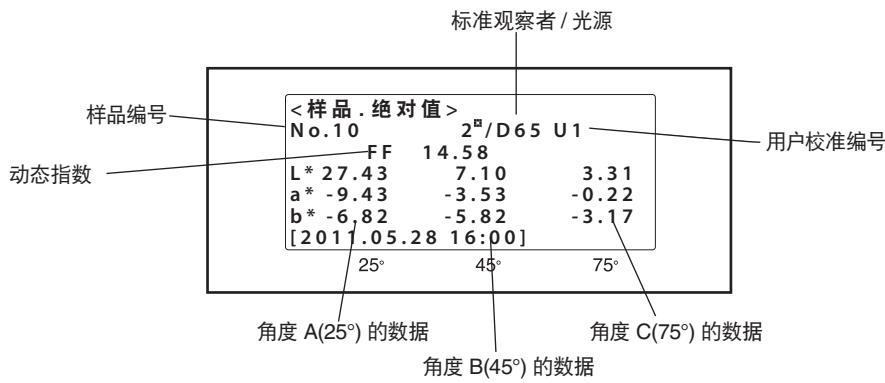 标准观察者 / 光源
样品编号
<样品.绝对值>
No.10 2¤/D65 U1
用户校准编号
FF 14.58
动态指数
L* 27.43 7.10 3.31
a* -9.43 -3.53 -0.22
b* -6.82 -5.82 -3.17
[2011.05.28 16:00]
25° 45° 75°
角度 A(25°) 的数据
角度 C(75°) 的数据
角度 B(45°) 的数据